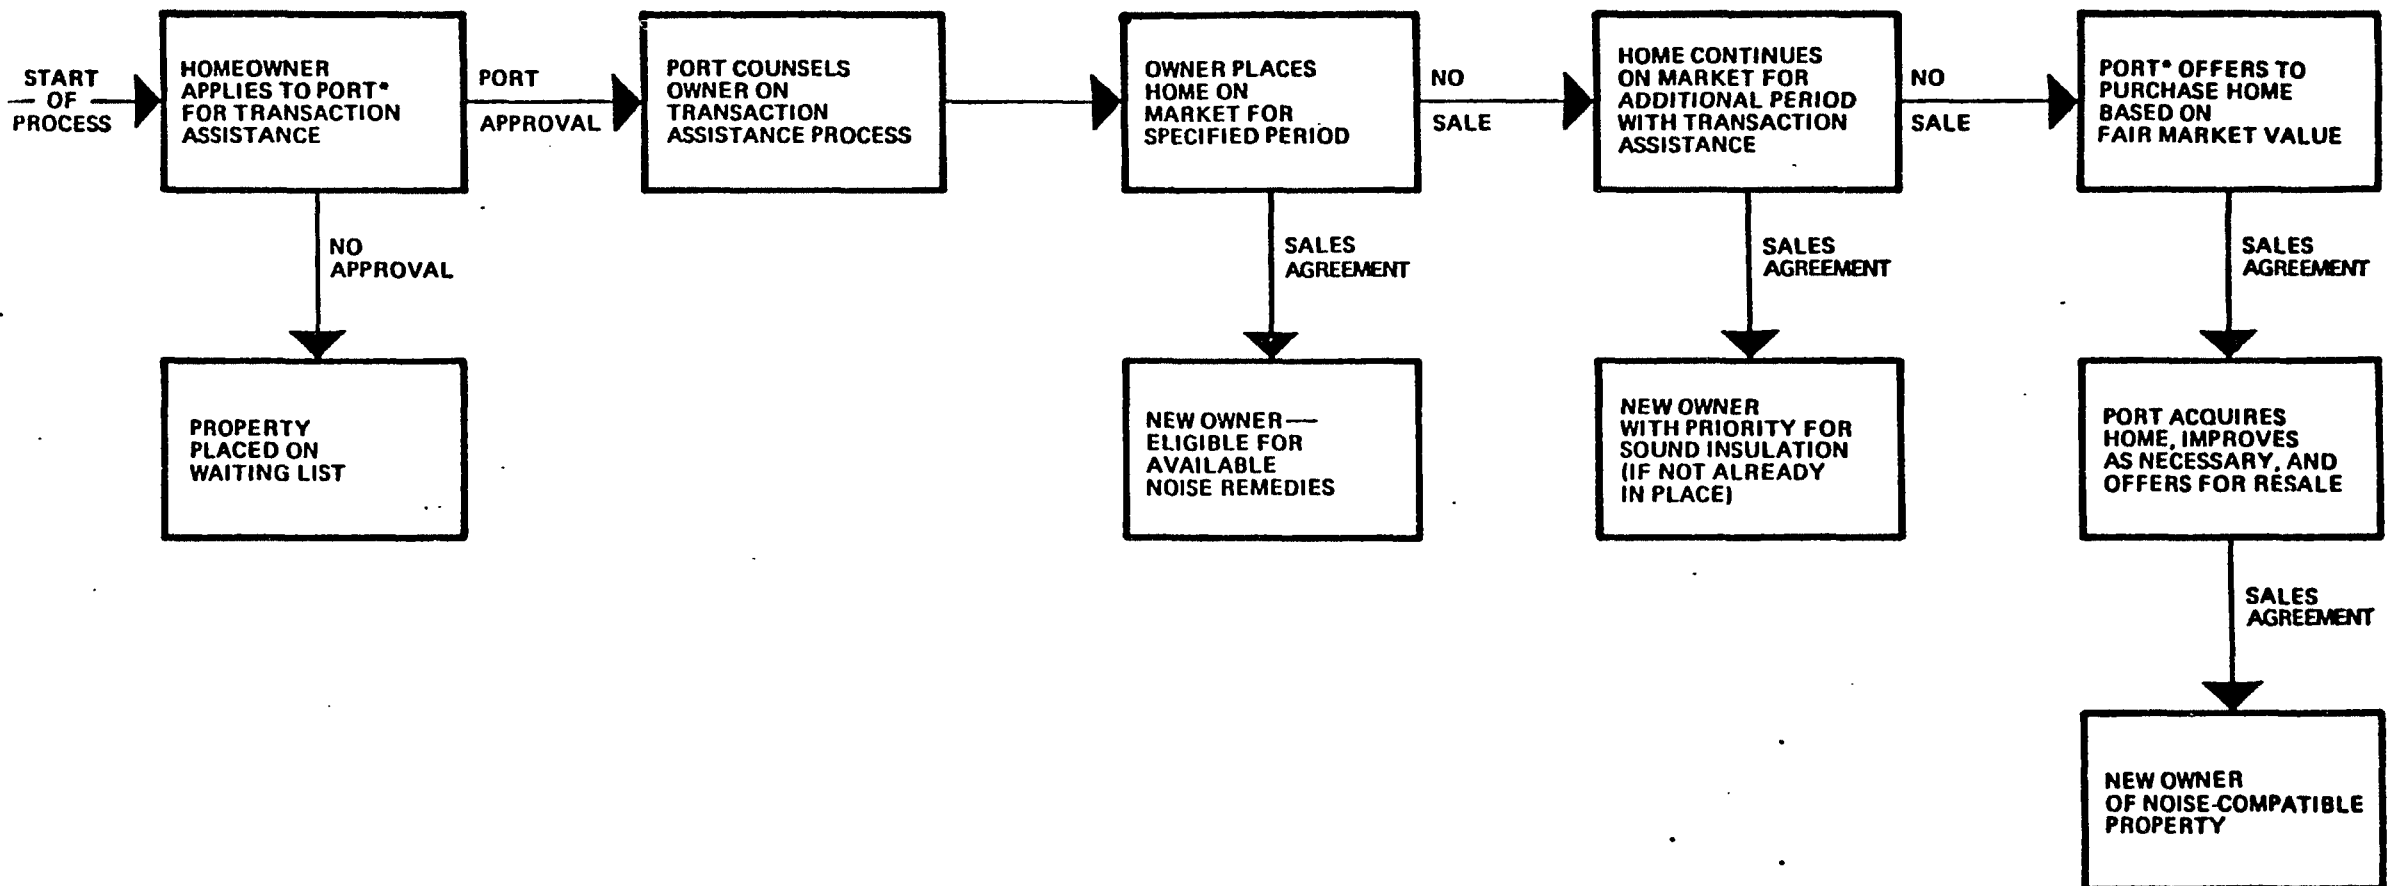 START
OF
PROCESS
HOMEOWNER
APPLIES TO PORT*
FOR TRANSACTION
ASSISTANCE
PORT
APPROVAL
PORT COUNSELS
OWNER ON
TRANSACTION
ASSISTANCE PROCESS
OWNER PLACES
HOME ON
MARKET FOR
SPECIFIED PERIOD
NO
SALE
HOME CONTINUES
ON MARKET FOR
ADDITIONAL PERIOD
WITH TRANSACTION
ASSISTANCE
NO
SALE
PORT* OFFERS TO
PURCHASE HOME
BASED ON
FAIR MARKET VALUE
NO
APPROVAL
SALES
AGREEMENT
SALES
AGREEMENT
SALES
AGREEMENT
PROPERTY
PLACED ON
WAITING LIST
NEW OWNER—
ELIGIBLE FOR
AVAILABLE
NOISE REMEDIES
NEW OWNER
WITH PRIORITY FOR
SOUND INSULATION
(IF NOT ALREADY
IN PLACE)
PORT ACQUIRES
HOME, IMPROVES
AS NECESSARY, AND
OFFERS FOR RESALE
SALES
AGREEMENT
NEW OWNER
OF NOISE-COMPATIBLE
PROPERTY